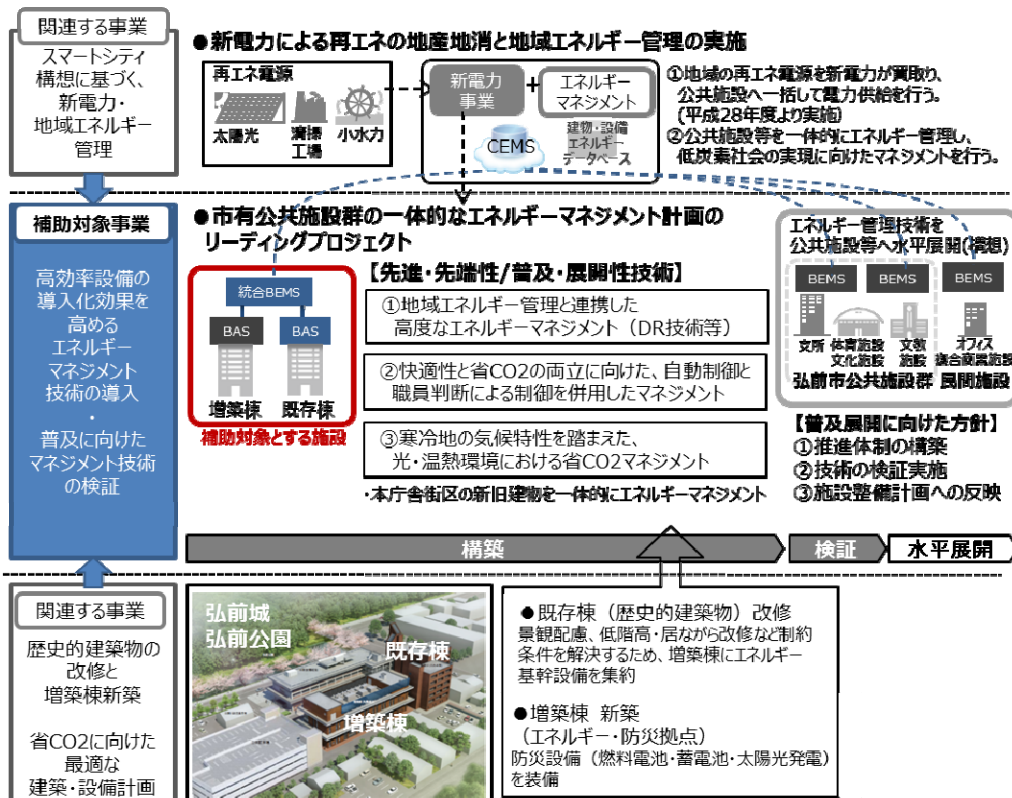 関連する事業
スマートシティ
構想に基づく、
新電力・
地域エネルギー
管理
●新電力による再エネの地産地消と地域エネルギー管理の実施
再エネ電源
太陽光
清掃
工場
小水力
新電力
事業
+
エネルギー
マネジメント
CEMS
建物・設備
エネルギー
データベース
①地域の再エネ電源を新電力が買取り、
公共施設へ一括して電力供給を行う。
(平成28年度より実施)
②公共施設等を一体的にエネルギー管理し、
低炭素社会の実現に向けたマネジメントを行う。
補助対象事業
高効率設備の
導入化効果を
高める
エネルギー
マネジメント
技術の導入
・
普及に向けた
マネジメント技術
の検証
●市有公共施設群の一体的なエネルギーマネジメント計画の
リーディングプロジェクト
統合BEMS
BAS
BAS
増築棟
既存棟
補助対象とする施設
【先進・先端性/普及・展開性技術】
①地域エネルギー管理と連携した
高度なエネルギーマネジメント（DR技術等）
②快適性と省CO2の両立に向けた、自動制御と
職員判断による制御を併用したマネジメント
③寒冷地の気候特性を踏まえた、
光・温熱環境における省CO2マネジメント
・本庁舎街区の新旧建物を一体的にエネルギーマネジメント
エネルギー管理技術を
公共施設等へ水平展開(構想)
BEMS
BEMS
BEMS
支所
体育施設
文化施設
文教
施設
オフィス
複合商業施設
弘前市公共施設群
民間施設
【普及展開に向けた方針】
①推進体制の構築
②技術の検証実施
③施設整備計画への反映
構築
検証
水平展開
関連する事業
歴史的建築物の
改修と
増築棟新築
省CO2に向けた
最適な
建築・設備計画
弘前城
弘前公園
既存棟
増築棟
●既存棟（歴史的建築物）改修
景観配慮、低階高・居ながら改修など制約
条件を解決するため、増築棟にエネルギー
基幹設備を集約
●増築棟 新築
（エネルギー・防災拠点）
防災設備（燃料電池・蓄電池・太陽光発電）
を装備